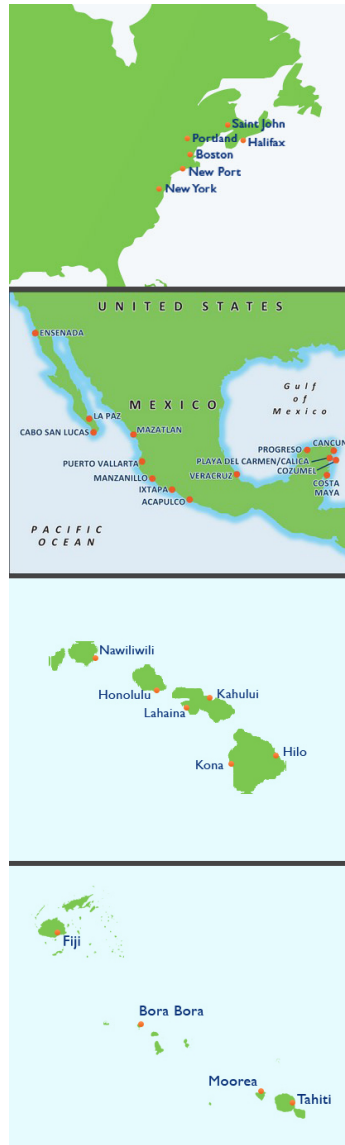 Saint John
Portland
Halifax
Boston
New Port
New York
UNITED STATES
ENSENADA
Gulf
of
Mexico
MEXICO
LA PAZ
CABO SAN LUCAS
MAZATLAN
CANCUN
PROGRESO
PLAYA DEL CARMEN/CALICA
COZUMEL
PUERTO VALLARTA
VERACRUZ
MANZANILLO
COSTA
MAYA
IXTAPA
ACAPULCO
PACIFIC
OCEAN
Nawiliwili
Honolulu
Kahului
Lahaina
Hilo
Kona
Fiji
Bora Bora
Moorea
Tahiti